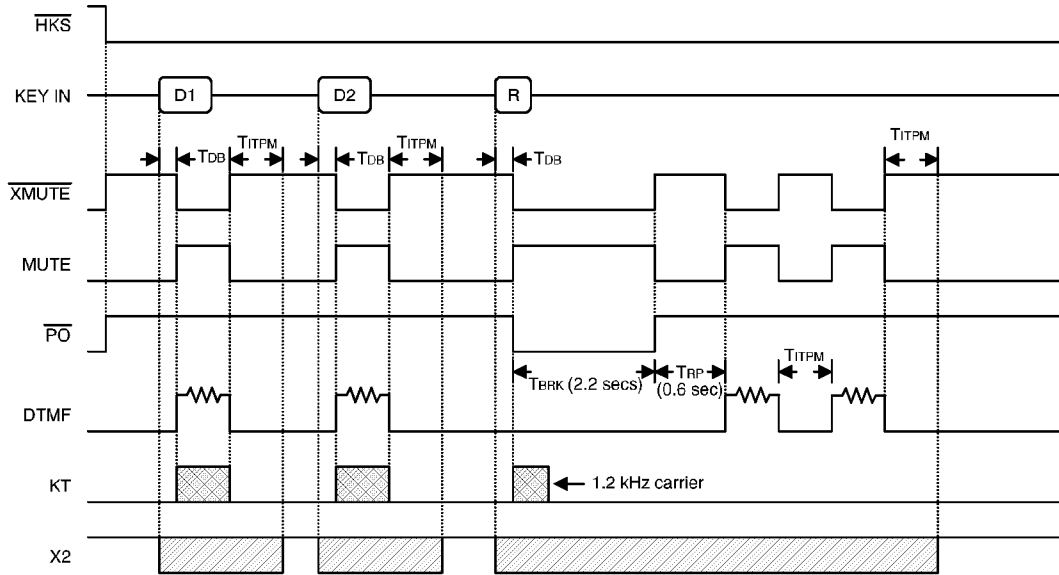 HKS
KEY IN D1 D2 R
TDB TITPM TDB TITPM TDB TITPM
XMUTE
MUTE
PO
TBRK (2.2 secs) TRP (0.6 sec) TITPM
DTMF
KT 1.2 kHz carrier
X2